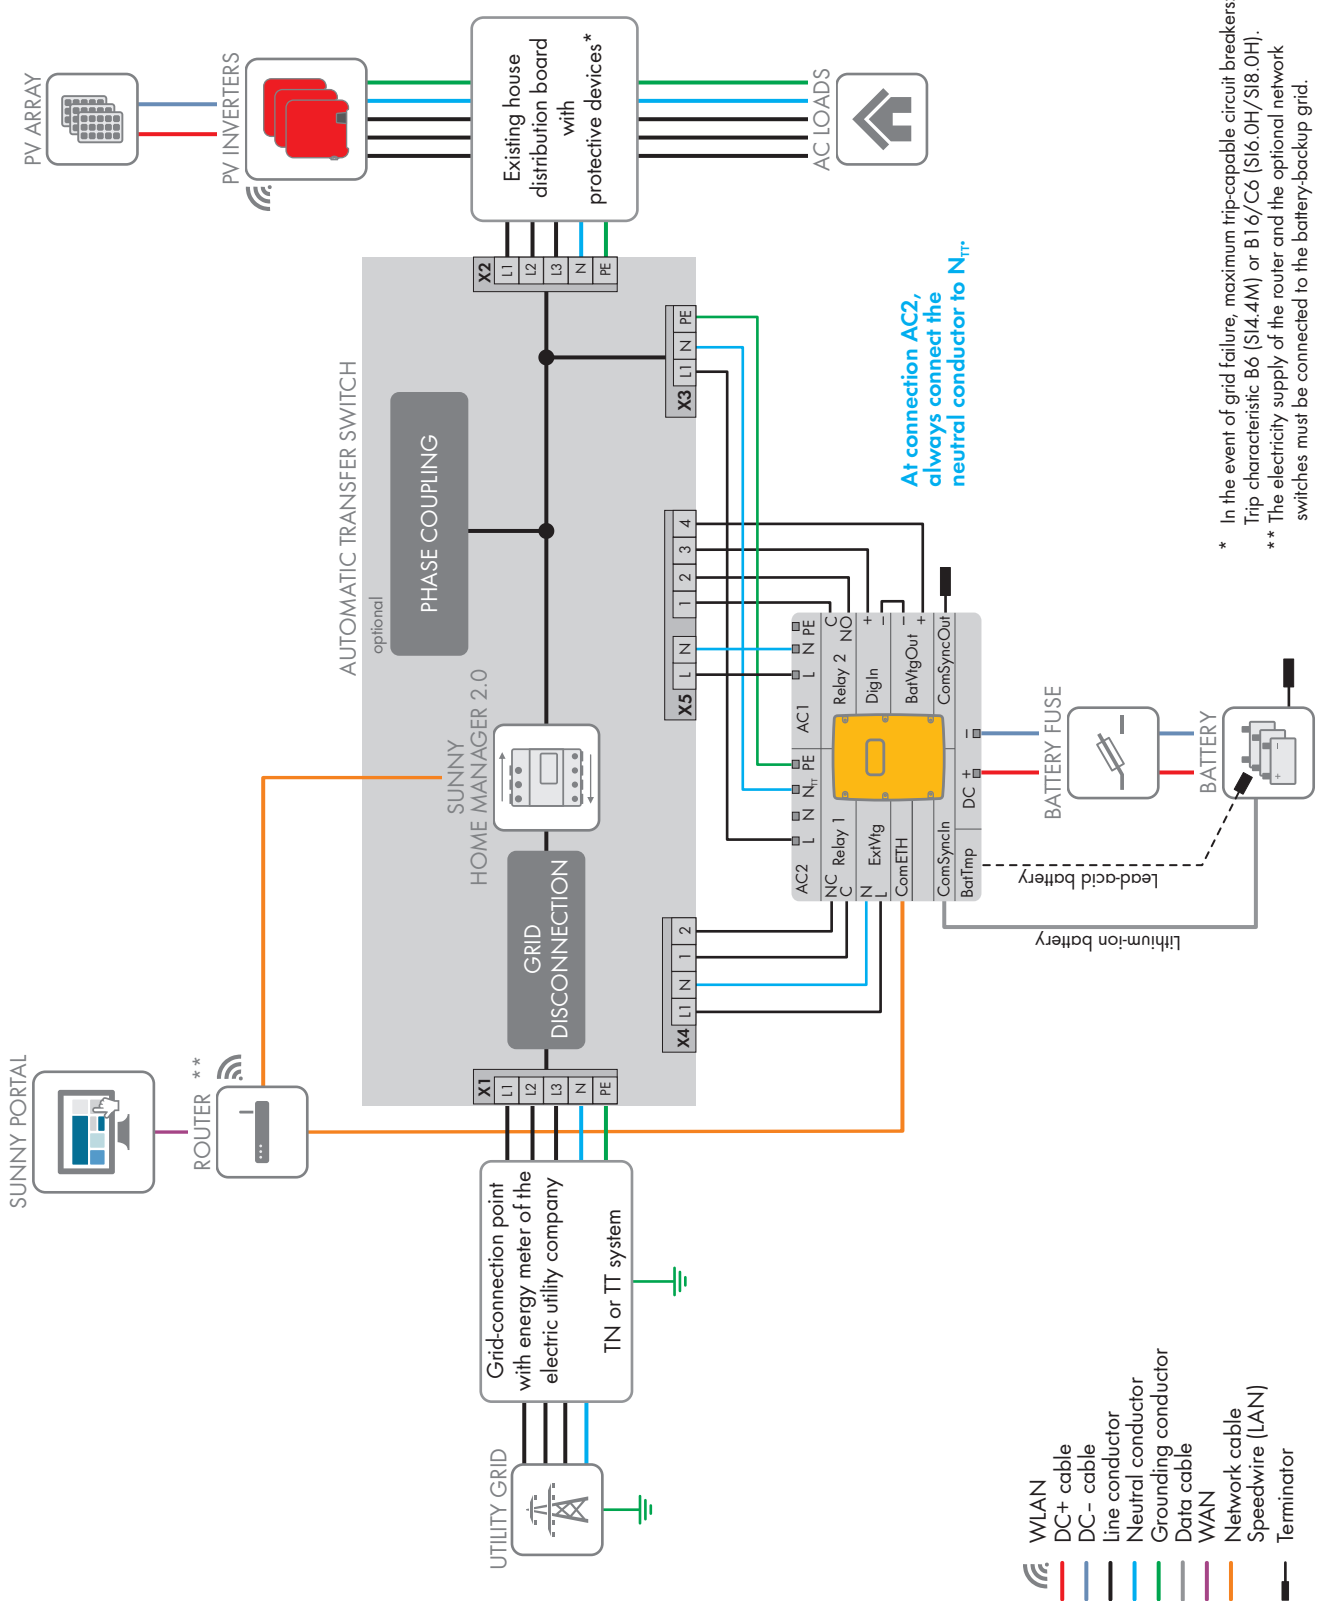 SUNNY PORTAL
ROUTER **
PV ARRAY
PV INVERTERS
AUTOMATIC TRANSFER SWITCH
optional
PHASE COUPLING
SUNNY
HOME MANAGER 2.0
GRID
DISCONNECTION
UTILITY GRID
Grid-connection point
with energy meter of the
electric utility company
TN or TT system
X1
L1
L2
L3
N
PE
X2
L1
L2
L3
N
PE
Existing house
distribution board
with
protective devices*
AC LOADS
X4
L1
N
1
2
X5
L
N
1
2
3
4
X3
L1
N
PE
At connection AC2,
always connect the
neutral conductor to NTT.
AC2
L
N
NTT
PE
AC1
L
N
PE
Relay 1
NC
C
Relay 2
C
NO
ExtVtg
N
L
DigIn
+
−
ComETH
BatVtgOut
−
+
ComSyncIn
ComSyncOut
BatTmp
DC
+
−
Lead-acid battery
Lithium-ion battery
BATTERY FUSE
BATTERY
+
−
WLAN
DC+ cable
DC− cable
Line conductor
Neutral conductor
Grounding conductor
Data cable
WAN
Network cable
Speedwire (LAN)
Terminator
* In the event of grid failure, maximum trip-capable circuit breakers:
Trip characteristic B6 (SI4.4M) or B16/C6 (SI6.0H/SI8.0H).
** The electricity supply of the router and the optional network
switches must be connected to the battery-backup grid.